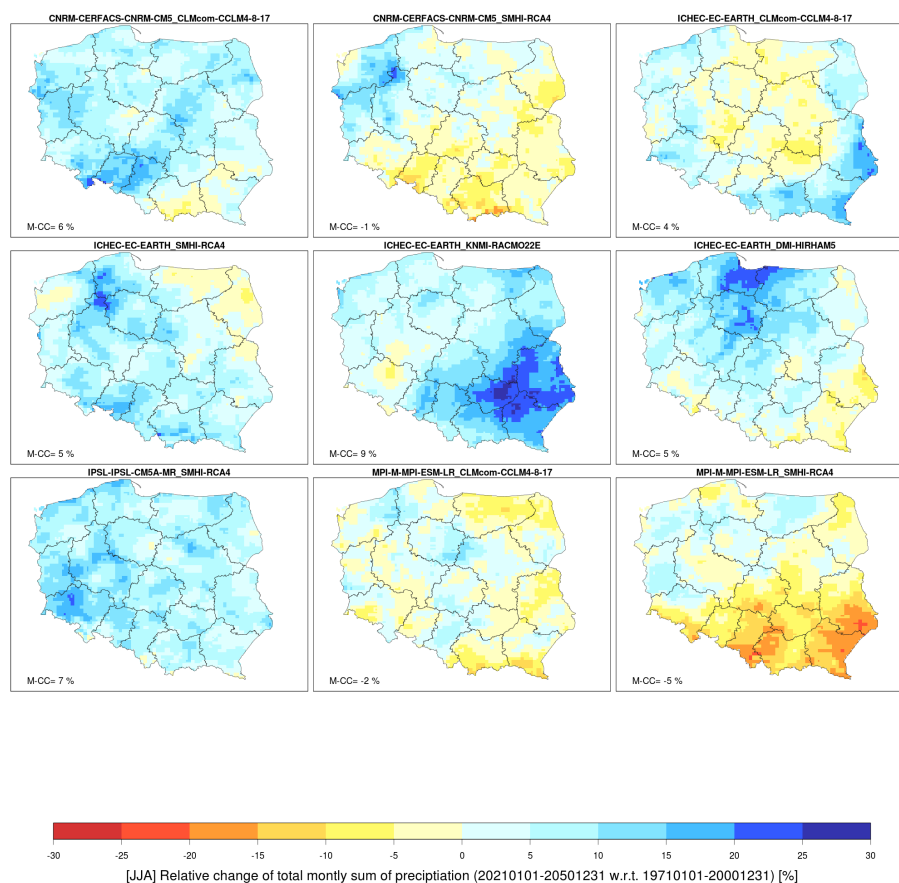 CNRM-CERFACS-CNRM-CM5_CLMcom-CCLM4-8-17
CNRM-CERFACS-CNRM-CM5_SMHI-RCA4
ICHEC-EC-EARTH_CLMcom-CCLM4-8-17
M-CC= 6 %
M-CC= -1 %
M-CC= 4 %
ICHEC-EC-EARTH_SMHI-RCA4
ICHEC-EC-EARTH_KNMI-RACMO22E
ICHEC-EC-EARTH_DMI-HIRHAM5
M-CC= 5 %
M-CC= 9 %
M-CC= 5 %
IPSL-IPSL-CM5A-MR_SMHI-RCA4
MPI-M-MPI-ESM-LR_CLMcom-CCLM4-8-17
MPI-M-MPI-ESM-LR_SMHI-RCA4
M-CC= 7 %
M-CC= -2 %
M-CC= -5 %
-30 -25 -20 -15 -10 -5 0 5 10 15 20 25 30
[JJA] Relative change of total montly sum of precipitiation (20210101-20501231 w.r.t. 19710101-20001231) [%]